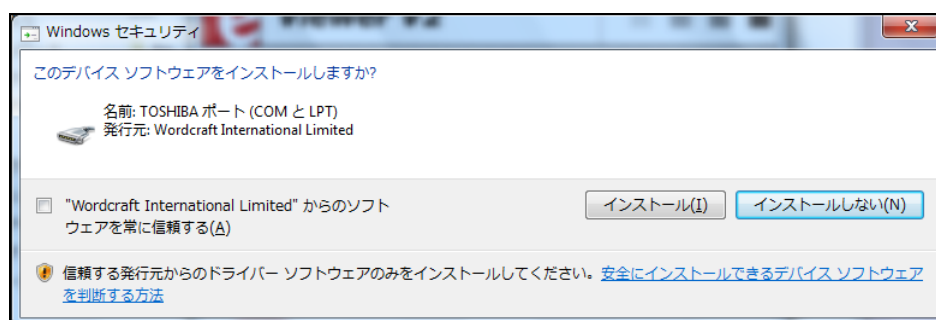 Windows セキュリティ
このデバイス ソフトウェアをインストールしますか?
名前: TOSHIBA ポート (COM と LPT)
発行元: Wordcraft International Limited
"Wordcraft International Limited" からのソフト
ウェアを常に信頼する(A)
インストール(I)
インストールしない(N)
信頼する発行元からのドライバー ソフトウェアのみをインストールしてください。安全にインストールできるデバイス ソフトウェア
を判断する方法